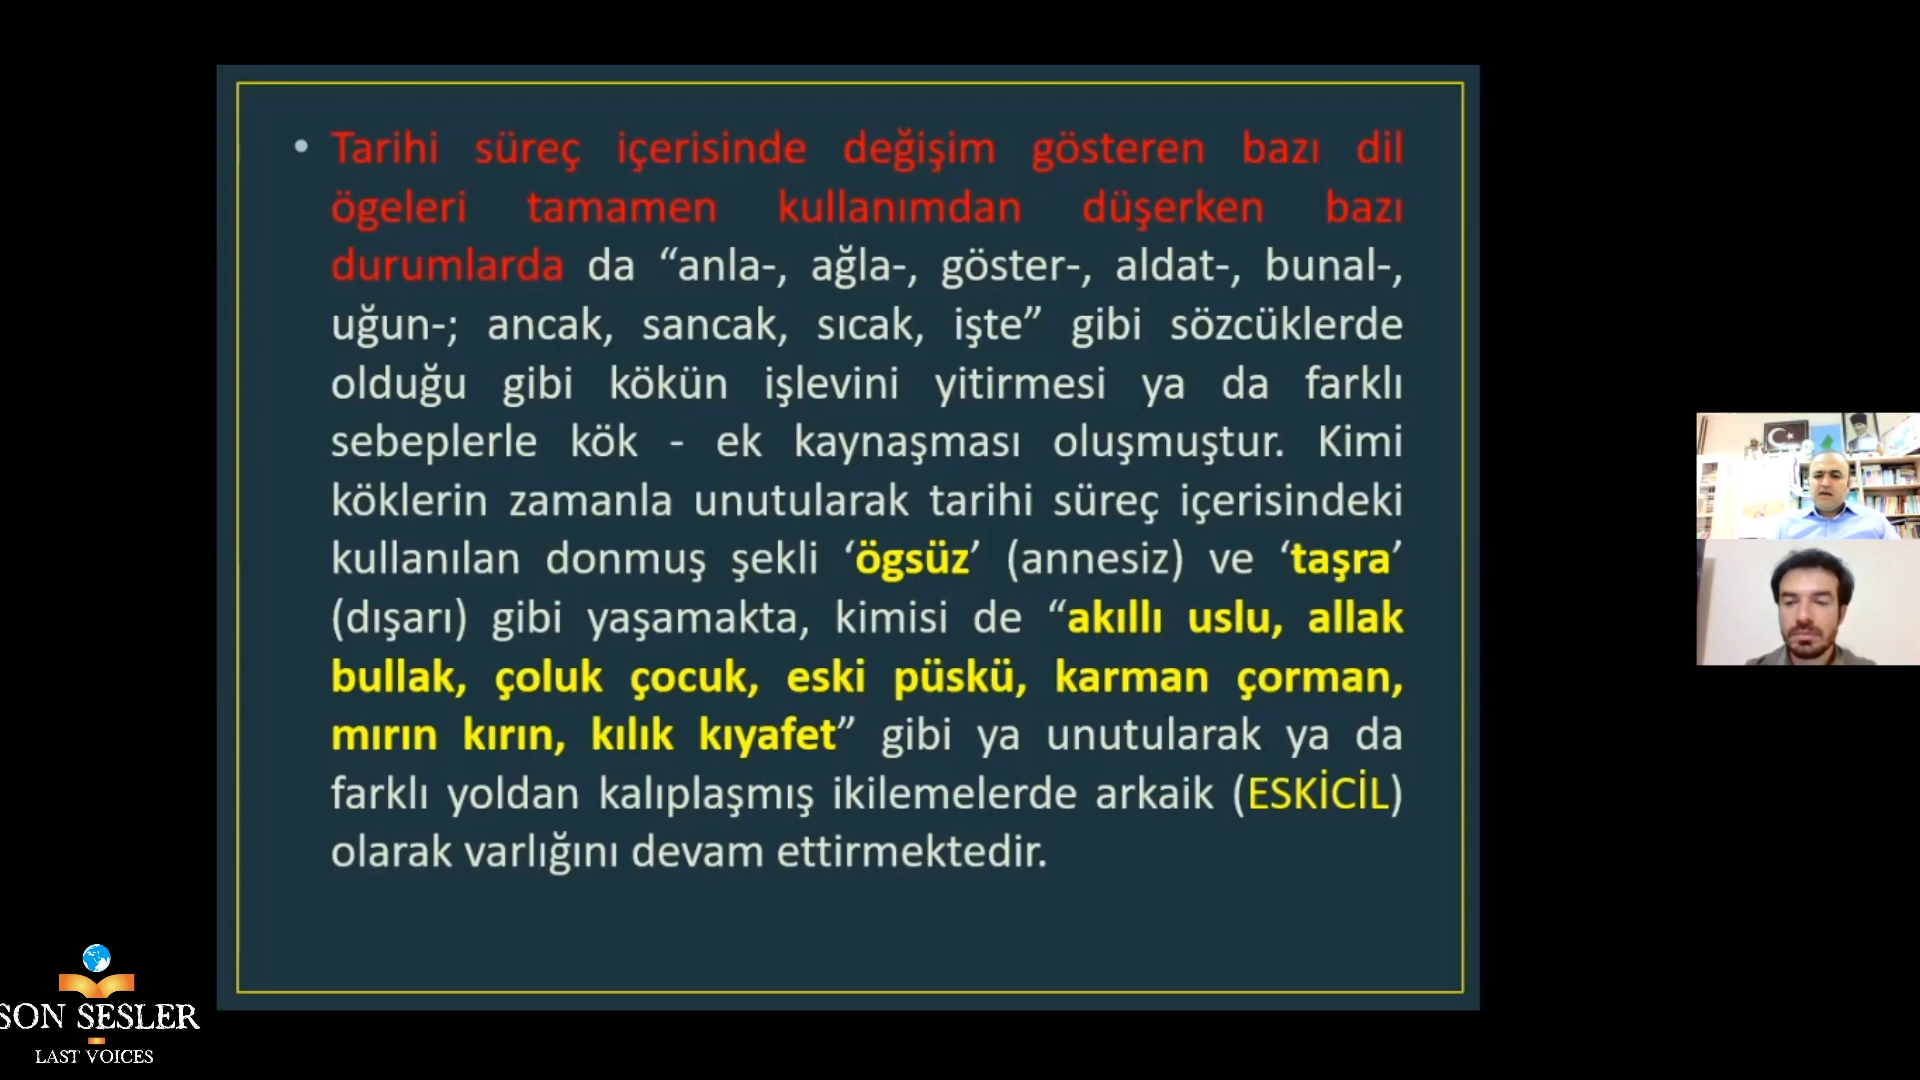 • Tarihi süreç içerisinde değişim gösteren bazı dil
ögeleri tamamen kullanımdan düşerken bazı
durumlarda da “anla-, ağla-, göster-, aldat-, bunal-,
uğun-; ancak, sancak, sıcak, işte” gibi sözcüklerde
olduğu gibi kökün işlevini yitirmesi ya da farklı
sebeplerle kök - ek kaynaşması oluşmuştur. Kimi
köklerin zamanla unutularak tarihi süreç içerisindeki
kullanılan donmuş şekli ‘ögsüz’ (annesiz) ve ‘taşra’
(dışarı) gibi yaşamakta, kimisi de “akıllı uslu, allak
bullak, çoluk çocuk, eski püskü, karman çorman,
mırın kırın, kılık kıyafet” gibi ya unutularak ya da
farklı yoldan kalıplaşmış ikilemelerde arkaik (ESKİCİL)
olarak varlığını devam ettirmektedir.
SON SESLER
LAST VOICES